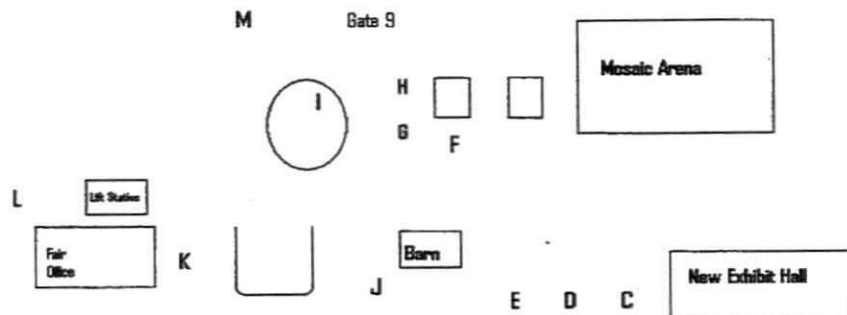 M Gate 9
Mosaic Arena
H
I
G
F
L Lift Station
Fair
Office
K
Barn
J
New Exhibit Hall
E D C